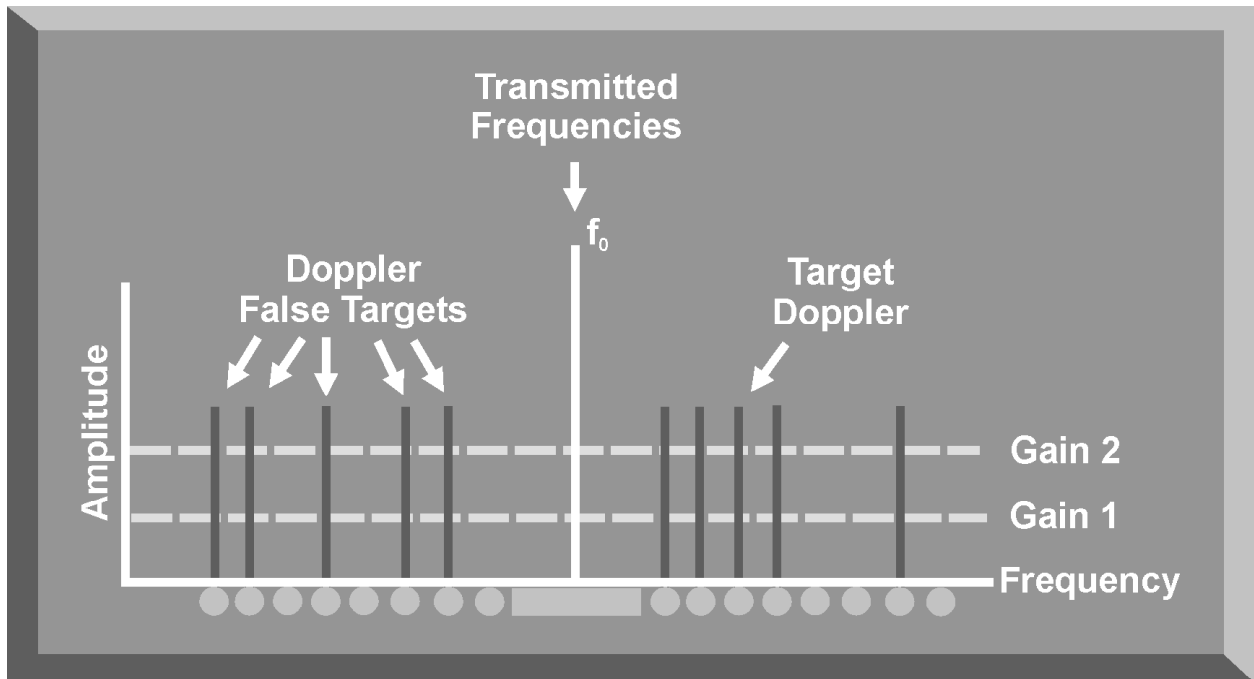 Transmitted
Frequencies
f₀
Doppler
False Targets
Target
Doppler
Amplitude
Gain 2
Gain 1
Frequency